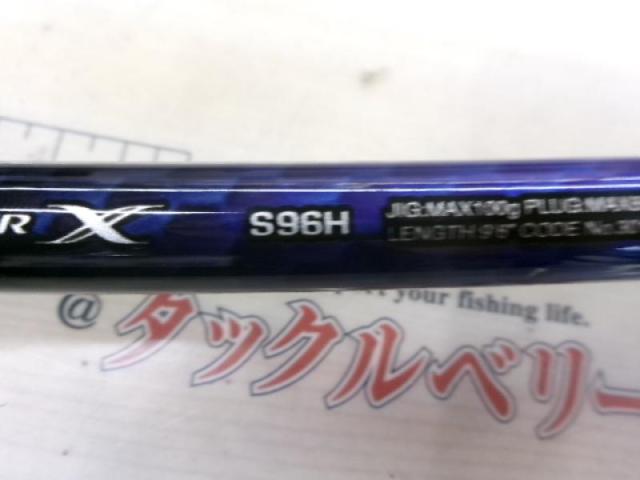 R X S96H JIG:MAX100g PLUG:MAX
LENGTH 9'6" CODE No.30
your fishing life.
@ タックルベリー